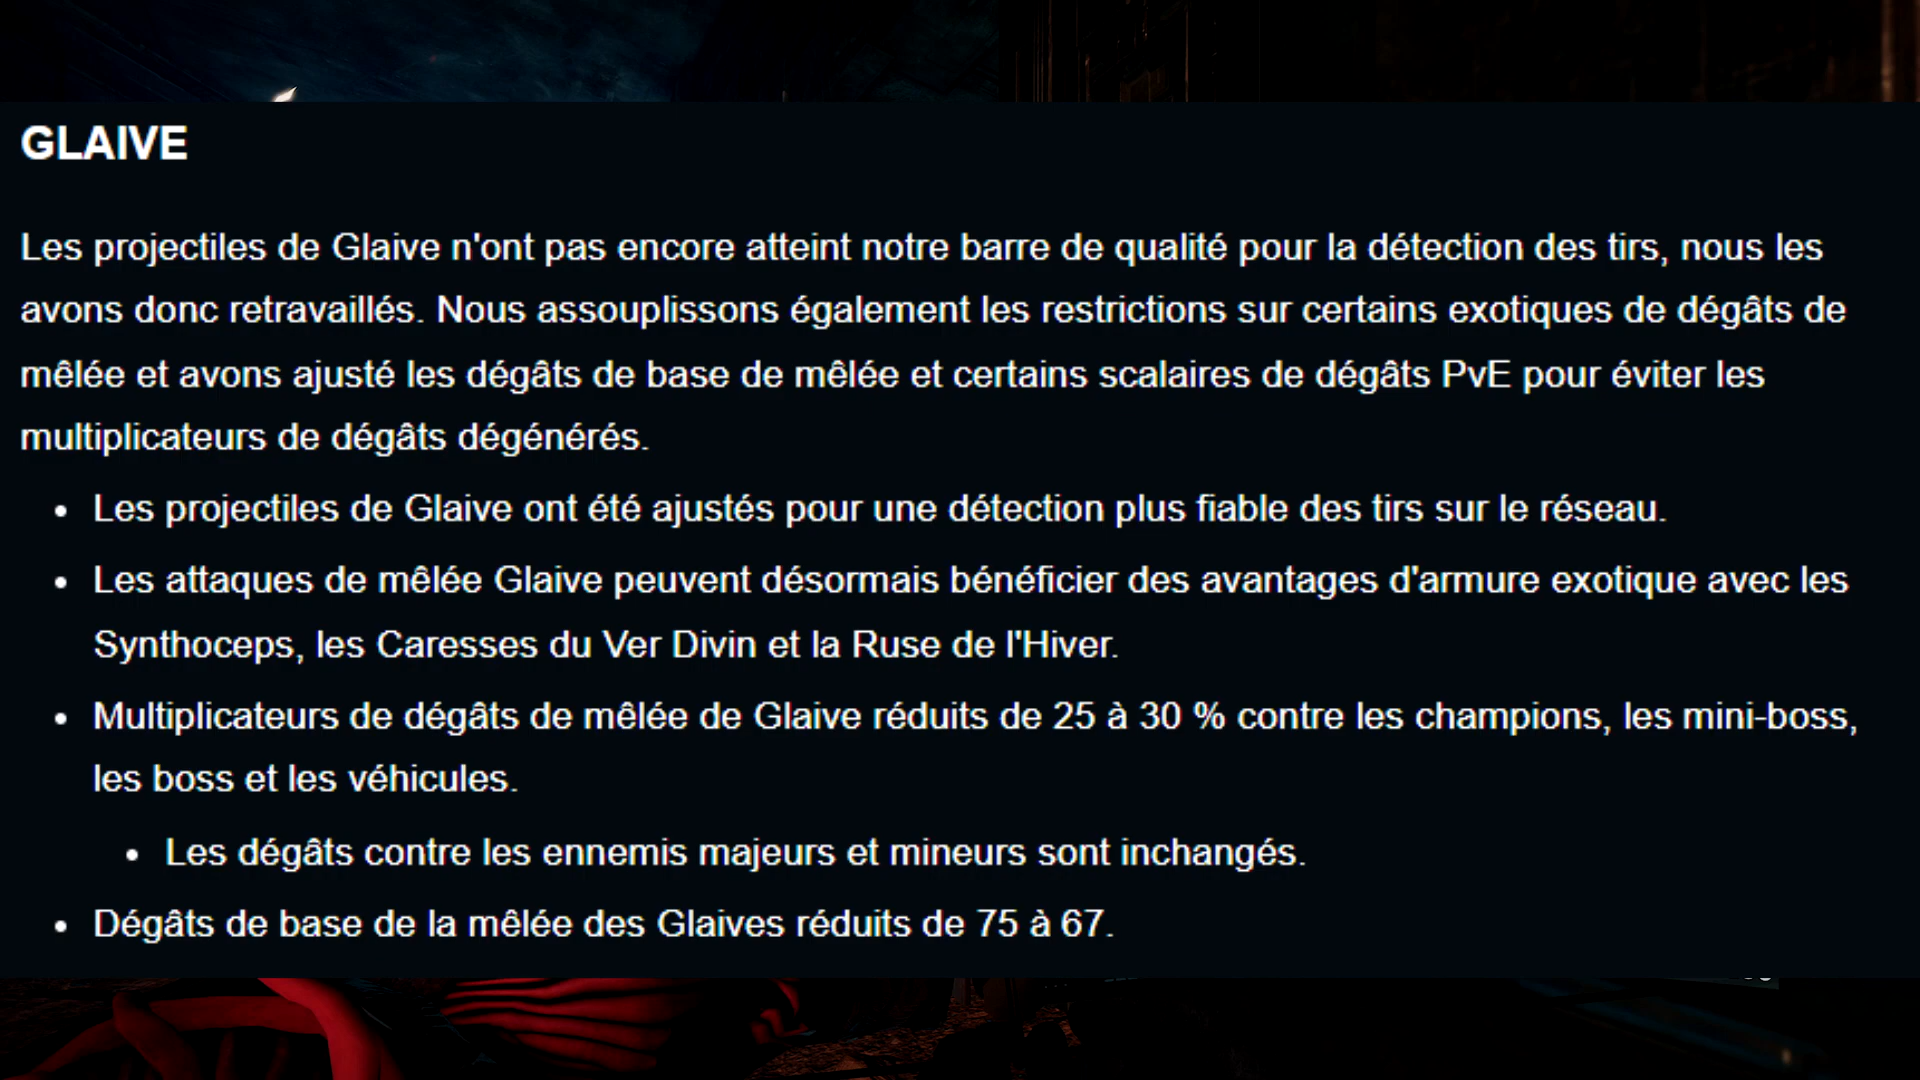 GLAIVE
Les projectiles de Glaive n'ont pas encore atteint notre barre de qualité pour la détection des tirs, nous les
avons donc retravaillés. Nous assouplissons également les restrictions sur certains exotiques de dégâts de
mêlée et avons ajusté les dégâts de base de mêlée et certains scalaires de dégâts PvE pour éviter les
multiplicateurs de dégâts dégénérés.
• Les projectiles de Glaive ont été ajustés pour une détection plus fiable des tirs sur le réseau.
• Les attaques de mêlée Glaive peuvent désormais bénéficier des avantages d'armure exotique avec les
Synthoceps, les Caresses du Ver Divin et la Ruse de l'Hiver.
• Multiplicateurs de dégâts de mêlée de Glaive réduits de 25 à 30 % contre les champions, les mini-boss,
les boss et les véhicules.
• Les dégâts contre les ennemis majeurs et mineurs sont inchangés.
• Dégâts de base de la mêlée des Glaives réduits de 75 à 67.